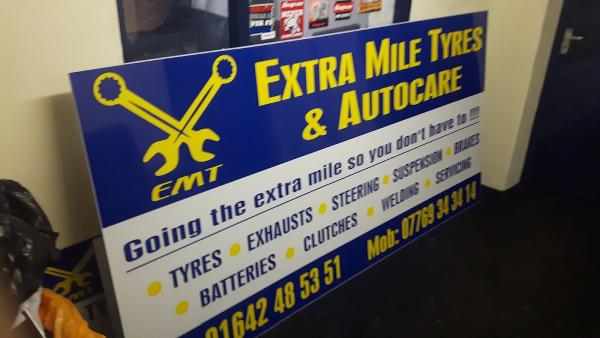 EXTRA MILE TYRES
& AUTOCARE
EMT
Going the extra mile so you don't have to !!!!
TYRES • EXHAUSTS • STEERING • SUSPENSION • BRAKES
• BATTERIES • CLUTCHES • WELDING • SERVICING
01642 48 53 51 Mob: 07769 34 34 14
EMT